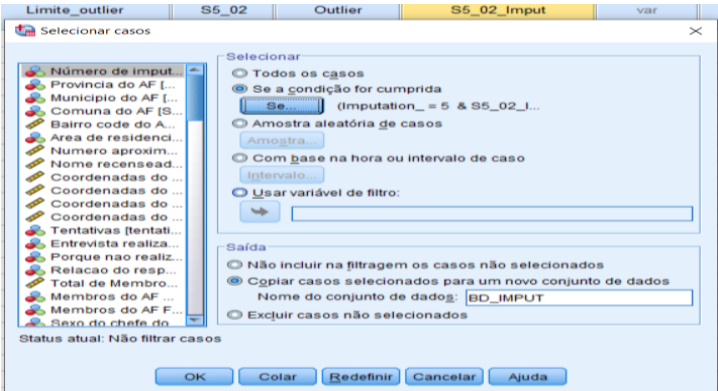 Limite_outlier S5_02 Outlier S5_02_Imput var
Selecionar casos
Número de imput...
Provincia do AF [...
Municipio do AF [...
Comuna do AF [S...
Bairro code do A...
Area de residenci...
Numero aproxim...
Nome recensead...
Coordenadas do ...
Coordenadas do ...
Coordenadas do ...
Coordenadas do ...
Tentativas [tentati...
Entrevista realiza...
Porque nao realiz...
Relacao do resp...
Total de Membro...
Membros do AF ...
Membros do AF F...
Sexo do chefe do
Selecionar
Todos os casos
Se a condição for cumprida
Se... (Imputation_ = 5 & S5_02_I...
Amostra aleatória de casos
Amostra...
Com base na hora ou intervalo de caso
Intervalo...
Usar variável de filtro:
Saída
Não incluir na filtragem os casos não selecionados
Copiar casos selecionados para um novo conjunto de dados
Nome do conjunto de dados: BD_IMPUT
Excluir casos não selecionados
Status atual: Não filtrar casos
OK Colar Redefinir Cancelar Ajuda